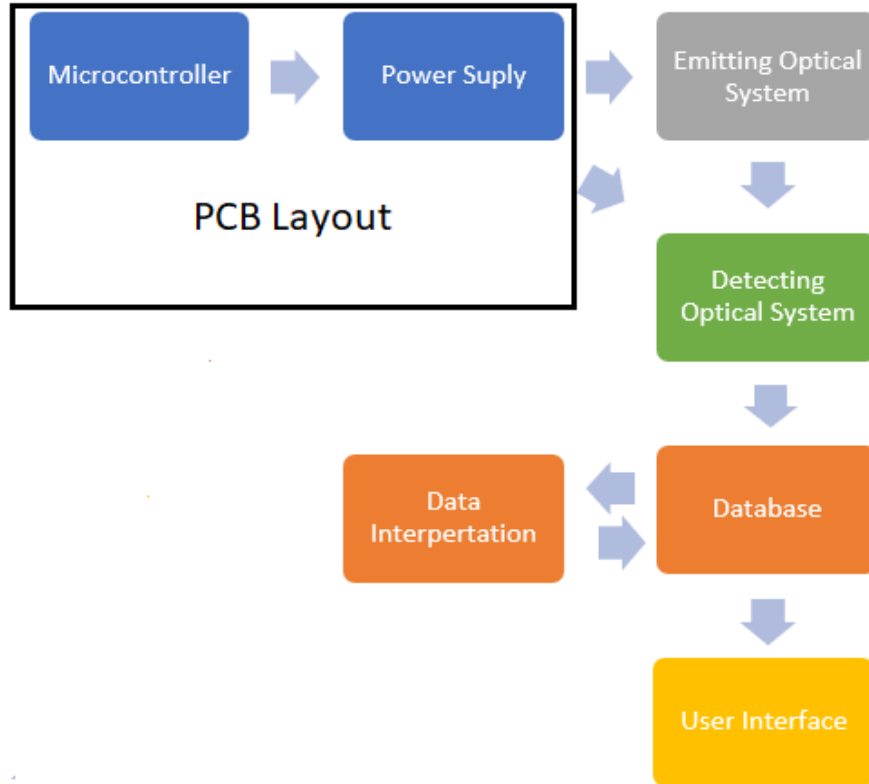 Microcontroller
Power Suply
Emitting Optical
System
PCB Layout
Detecting
Optical System
Data
Interpertation
Database
User Interface